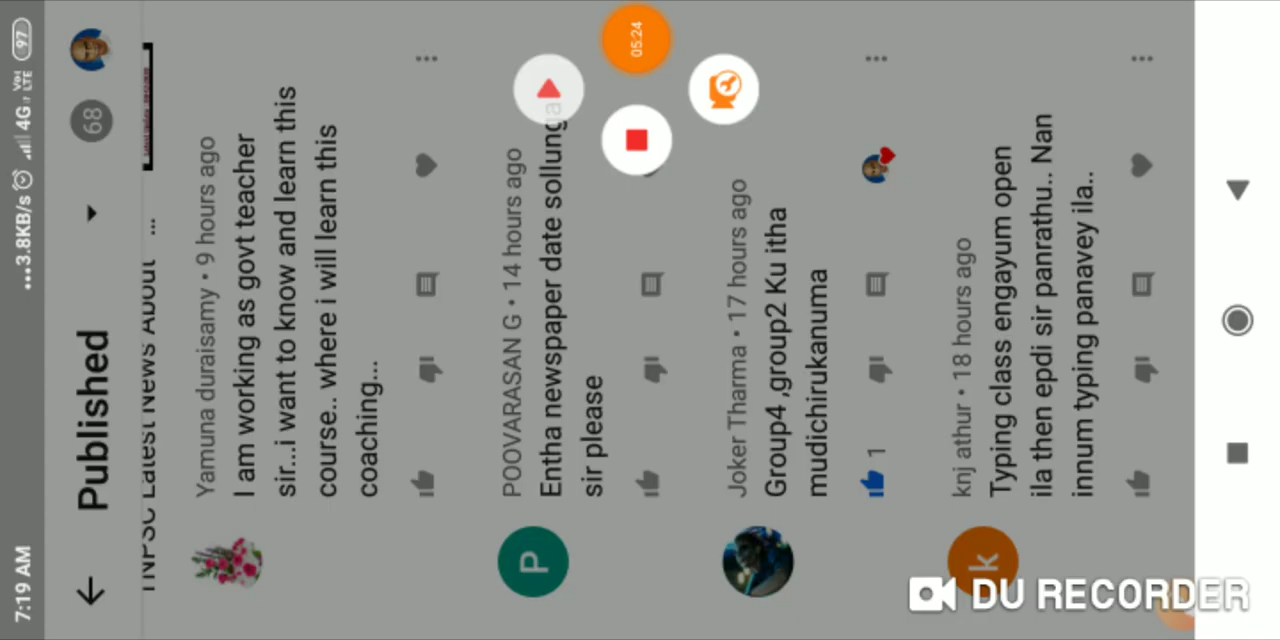 7:19 AM
...3.8KB/s
4G
Vo)
LTE
97
Published
68
TNPSC Latest News About ...
Yamuna duraisamy • 9 hours ago
I am working as govt teacher
sir...i want to know and learn this
course.. where i will learn this
coaching...
P
POOVARASAN G • 14 hours ago
Entha newspaper date sollunga
sir please
Joker Tharma • 17 hours ago
Group4 ,group2 Ku itha
mudichirukanuma
1
k
knj athur • 18 hours ago
Typing class engayum open
ila then epdi sir panrathu.. Nan
innum typing panavey ila..
05:24
DU RECORDER